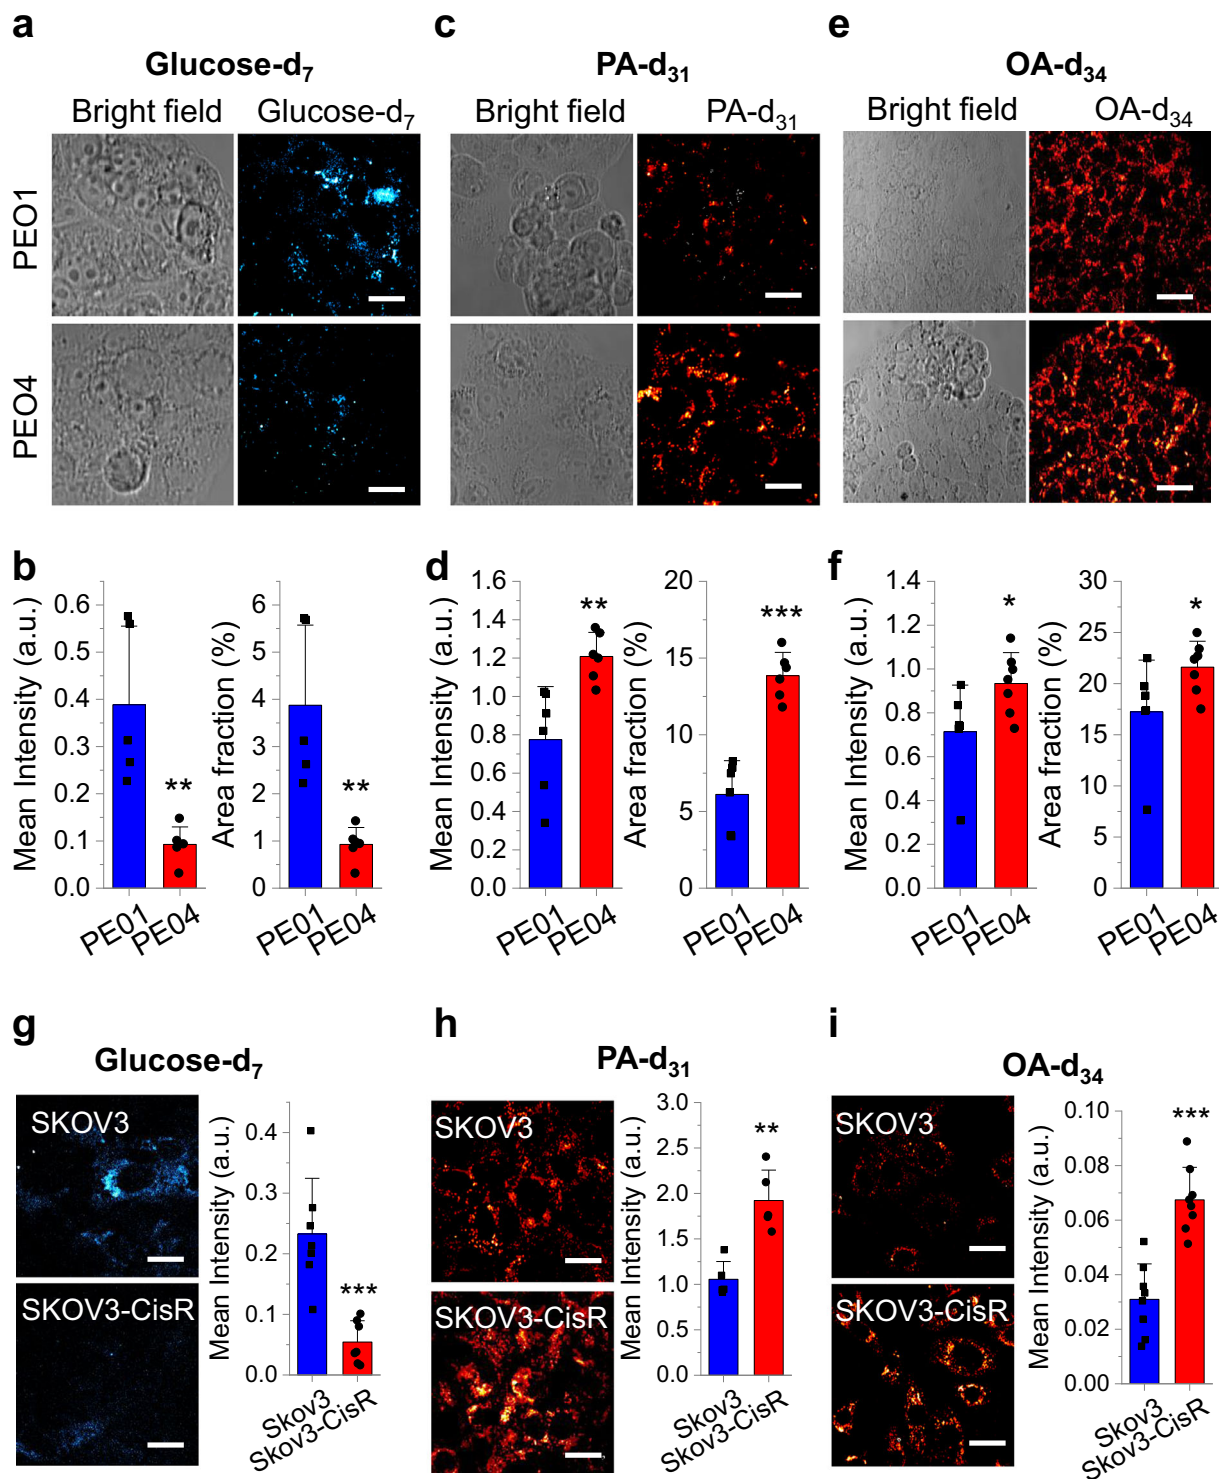 a
c
e
Glucose-d7
PA-d31
OA-d34
Bright field
Glucose-d7
Bright field
PA-d31
Bright field
OA-d34
PEO1
PEO4
b
d
f
Mean Intensity (a.u.)
0.6
0.5
0.4
0.3
0.2
0.1
0.0
**
PE01
PE04
Area fraction (%)
6
5
4
3
2
1
0
**
PE01
PE04
Mean Intensity (a.u.)
1.6
1.4
1.2
1.0
0.8
0.6
0.4
0.2
0.0
**
PE01
PE04
Area fraction (%)
20
15
10
5
0
***
PE01
PE04
Mean Intensity (a.u.)
1.4
1.2
1.0
0.8
0.6
0.4
0.2
0.0
*
PE01
PE04
Area fraction (%)
30
25
20
15
10
5
0
*
PE01
PE04
g
h
i
Glucose-d7
PA-d31
OA-d34
SKOV3
SKOV3-CisR
Mean Intensity (a.u.)
0.4
0.3
0.2
0.1
0.0
***
Skov3
Skov3-CisR
SKOV3
SKOV3-CisR
Mean Intensity (a.u.)
3.0
2.5
2.0
1.5
1.0
0.5
0.0
**
Skov3
Skov3-CisR
SKOV3
SKOV3-CisR
Mean Intensity (a.u.)
0.10
0.08
0.06
0.04
0.02
0.00
***
Skov3
Skov3-CisR